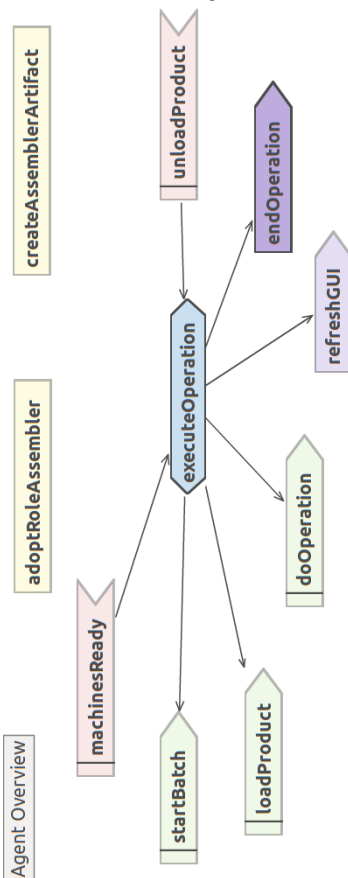 Agent Overview
adoptRoleAssembler
createAssemblerArtifact
machinesReady
unloadProduct
startBatch
executeOperation
endOperation
loadProduct
doOperation
refreshGUI